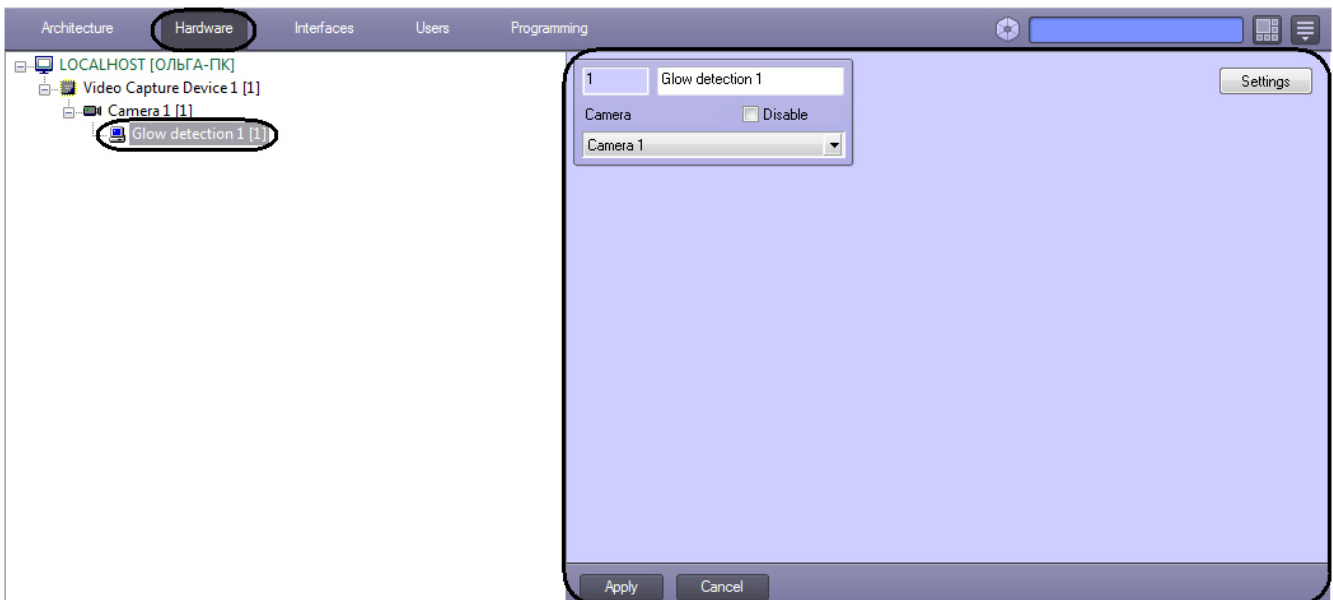 Architecture Hardware Interfaces Users Programming
LOCALHOST [ОЛЬГА-ПК]
Video Capture Device 1 [1]
Camera 1 [1]
Glow detection 1 [1]
1 Glow detection 1 Settings
Camera Disable
Camera 1
Apply Cancel